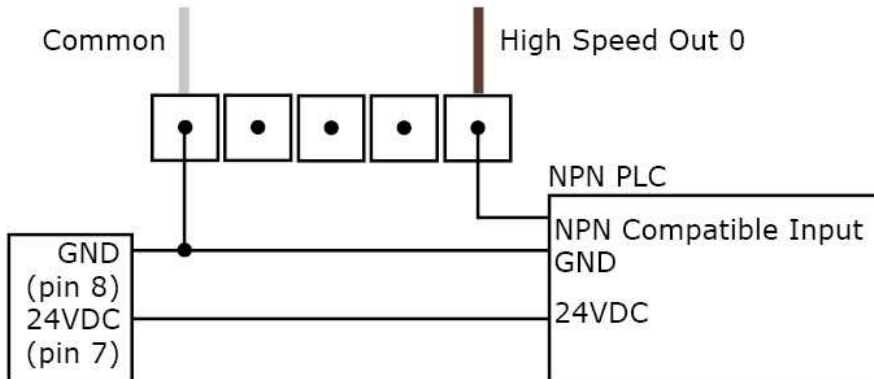 Common
High Speed Out 0
NPN PLC
NPN Compatible Input
GND
24VDC
GND
(pin 8)
24VDC
(pin 7)